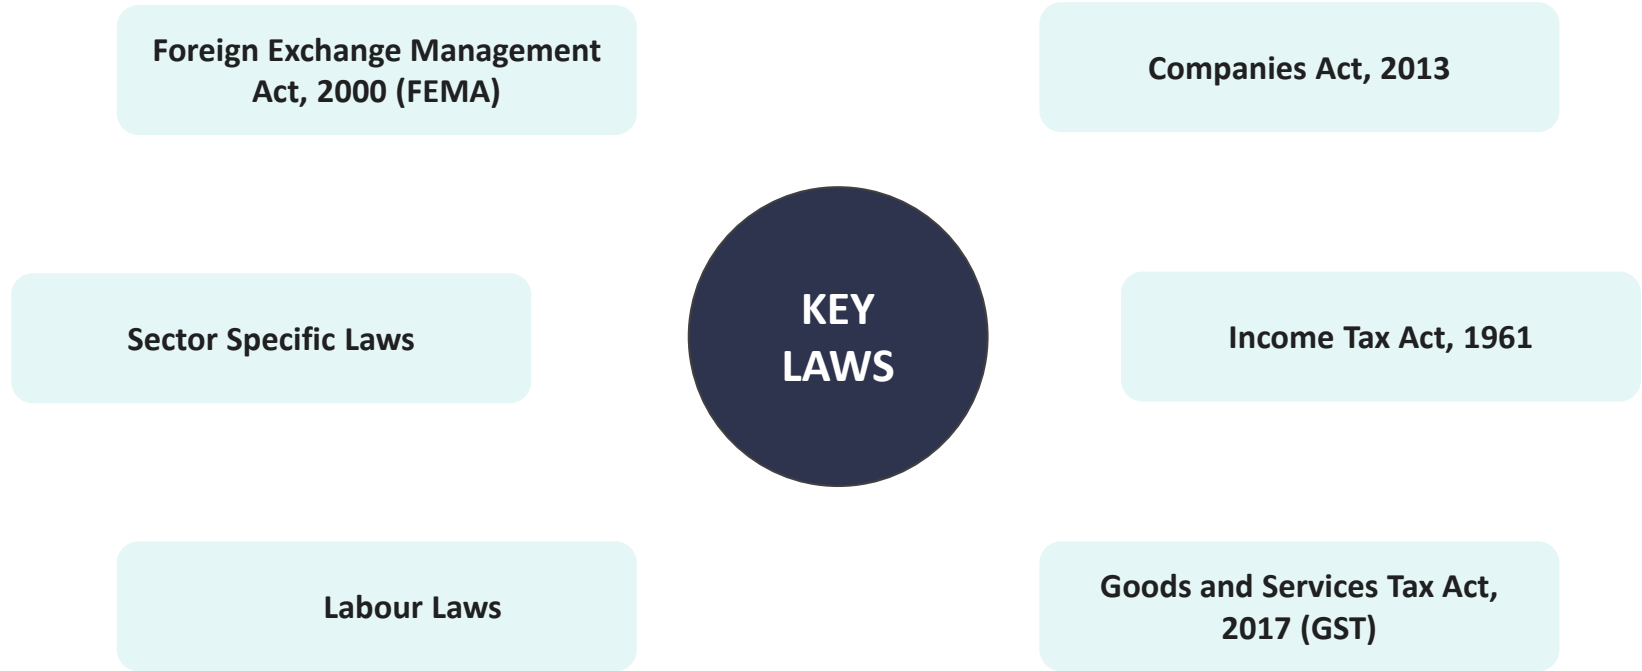 Foreign Exchange Management
Act, 2000 (FEMA)
Companies Act, 2013
KEY
LAWS
Sector Specific Laws
Income Tax Act, 1961
Labour Laws
Goods and Services Tax Act,
2017 (GST)